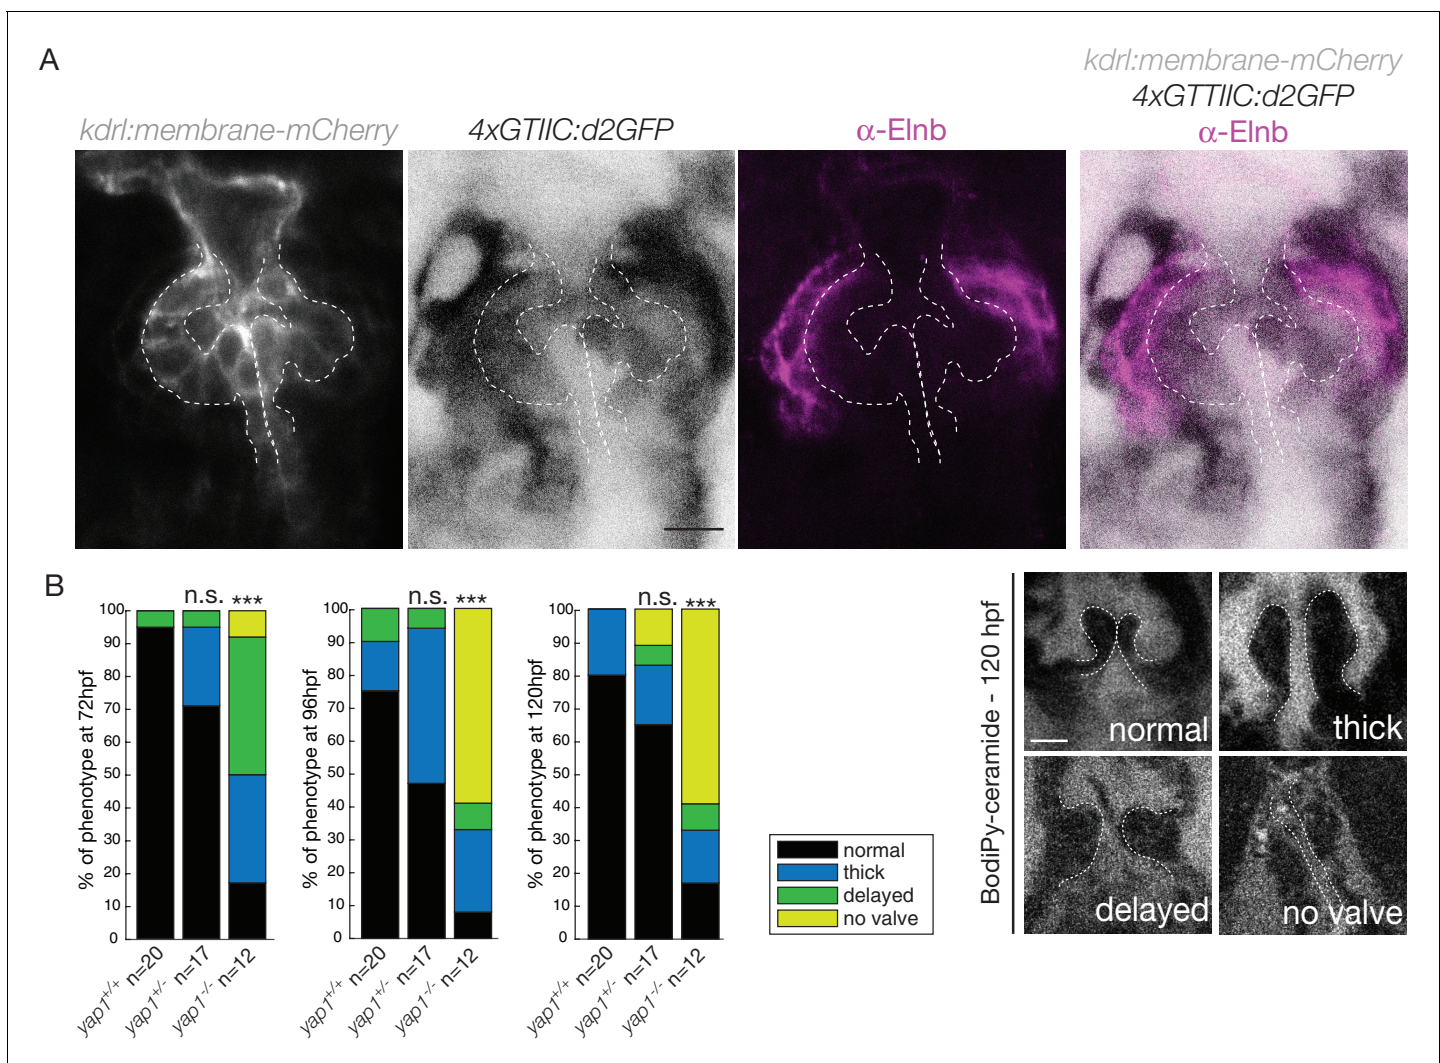 A
kdrl:membrane-mCherry
4xGTIIC:d2GFP
α-Elnb
kdrl:membrane-mCherry
4xGTTIIC:d2GFP
α-Elnb
B
% of phenotype at 72hpf
100
90
80
70
60
50
40
30
20
10
0
n.s.
***
yap1+/+ n=20
yap1+/- n=17
yap1-/- n=12
% of phenotype at 96hpf
100
90
80
70
60
50
40
30
20
10
0
n.s.
***
yap1+/+ n=20
yap1+/- n=17
yap1-/- n=12
% of phenotype at 120hpf
100
90
80
70
60
50
40
30
20
10
0
n.s.
***
yap1+/+ n=20
yap1+/- n=17
yap1-/- n=12
normal
thick
delayed
no valve
BodiPy-ceramide - 120 hpf
normal
thick
delayed
no valve